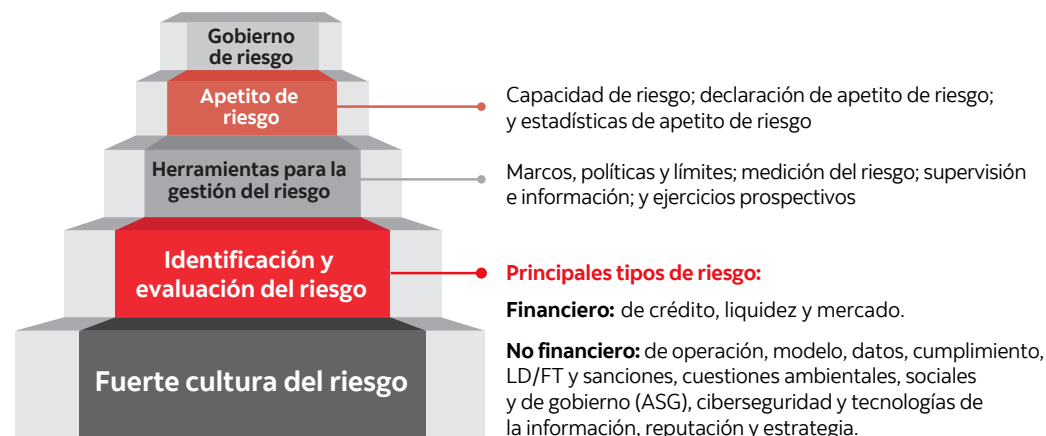 Gobierno
de riesgo
Apetito de
riesgo
Capacidad de riesgo; declaración de apetito de riesgo;
y estadísticas de apetito de riesgo
Herramientas para la
gestión del riesgo
Marcos, políticas y límites; medición del riesgo; supervisión
e información; y ejercicios prospectivos
Identificación y
evaluación del riesgo
Principales tipos de riesgo:
Financiero: de crédito, liquidez y mercado.
No financiero: de operación, modelo, datos, cumplimiento,
LD/FT y sanciones, cuestiones ambientales, sociales
y de gobierno (ASG), ciberseguridad y tecnologías de
la información, reputación y estrategia.
Fuerte cultura del riesgo